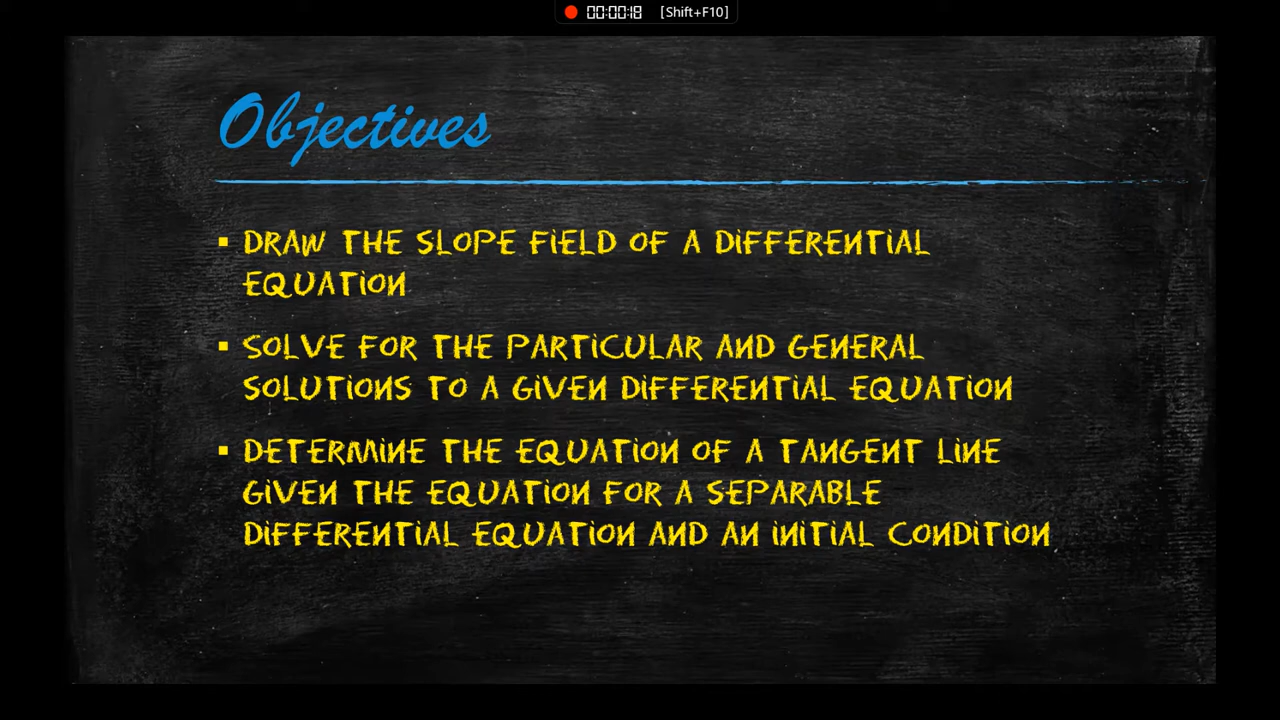 00:00:18 [Shift+F10]
Objectives
▪ DRAW THE SLOPE FIELD OF A DIFFERENTIAL
EQUATION
▪ SOLVE FOR THE PARTICULAR AND GENERAL
SOLUTIONS TO A GIVEN DIFFERENTIAL EQUATION
▪ DETERMINE THE EQUATION OF A TANGENT LINE
GIVEN THE EQUATION FOR A SEPARABLE
DIFFERENTIAL EQUATION AND AN INITIAL CONDITION